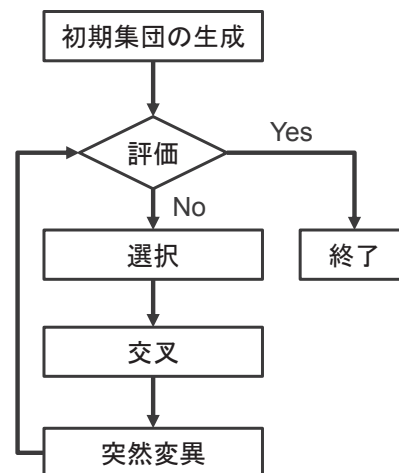 初期集団の生成
評価
Yes
No
選択
終了
交叉
突然変異